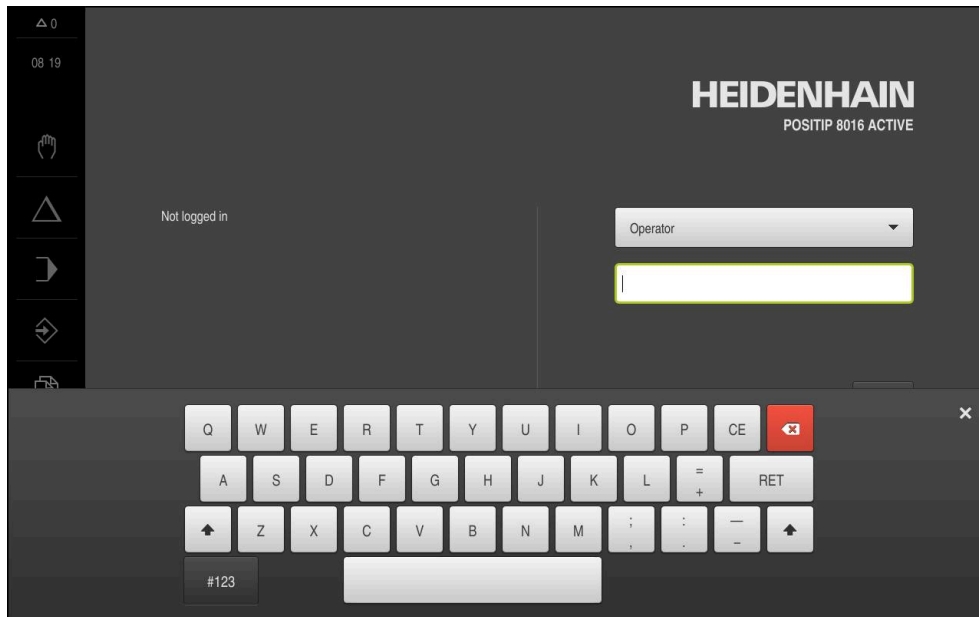 0
08 19
HEIDENHAIN
POSITIP 8016 ACTIVE
Not logged in
Operator
Q W E R T Y U I O P CE
A S D F G H J K L = + RET
Z X C V B N M ; , : . — –
#123